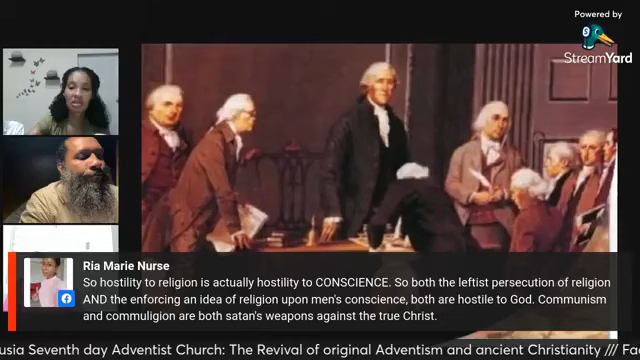 Powered by
StreamYard
Ria Marie Nurse
So hostility to religion is actually hostility to CONSCIENCE. So both the leftist persecution of religion
AND the enforcing an idea of religion upon men's conscience, both are hostile to God. Communism
and commuligion are both satan's weapons against the true Christ.
usia Seventh day Adventist Church: The Revival of original Adventism and ancient Christianity /// Fa